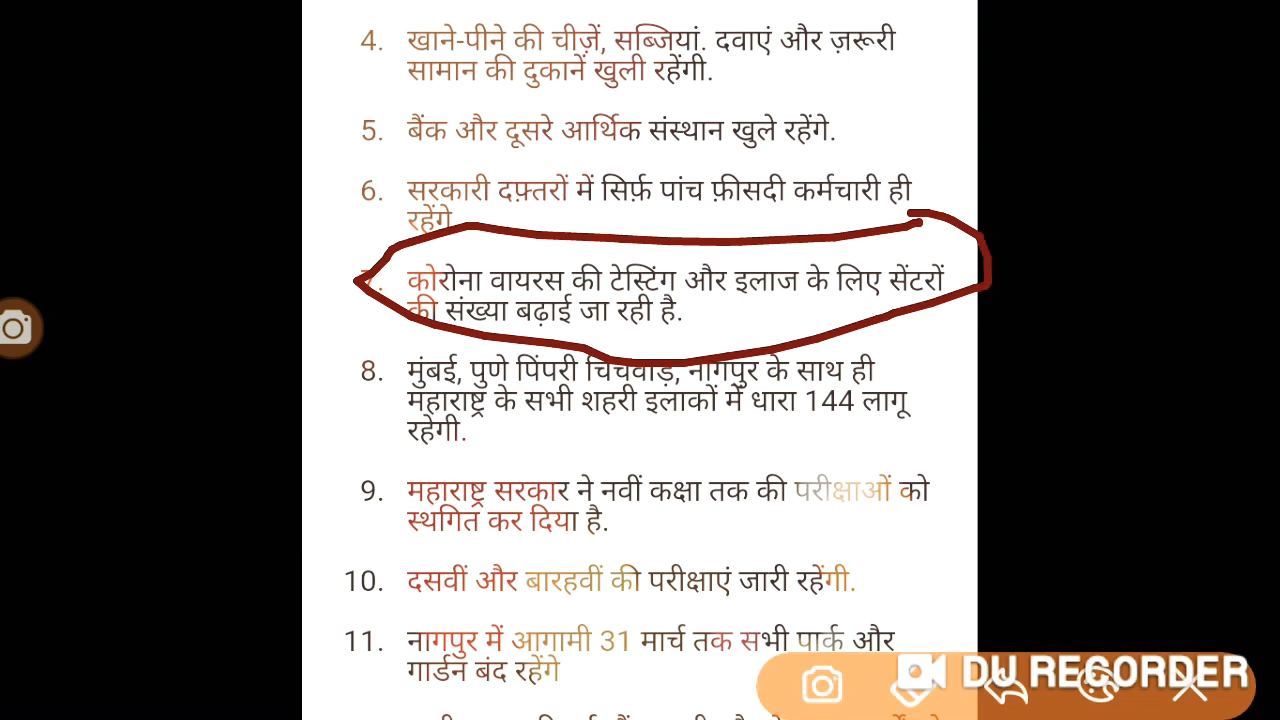 4. खाने-पीने की चीज़ें, सब्जियां. दवाएं और ज़रूरी
सामान की दुकानें खुली रहेंगी.
5. बैंक और दूसरे आर्थिक संस्थान खुले रहेंगे.
6. सरकारी दफ़्तरों में सिर्फ़ पांच फ़ीसदी कर्मचारी ही
रहेंगे
7. कोरोना वायरस की टेस्टिंग और इलाज के लिए सेंटरों
की संख्या बढ़ाई जा रही है.
8. मुंबई, पुणे पिंपरी चिंचवाड़, नागपुर के साथ ही
महाराष्ट्र के सभी शहरी इलाकों में धारा 144 लागू
रहेगी.
9. महाराष्ट्र सरकार ने नवीं कक्षा तक की परीक्षाओं को
स्थगित कर दिया है.
10. दसवीं और बारहवीं की परीक्षाएं जारी रहेंगी.
11. नागपुर में आगामी 31 मार्च तक सभी पार्क और
गार्डन बंद रहेंगे
DU RECORDER